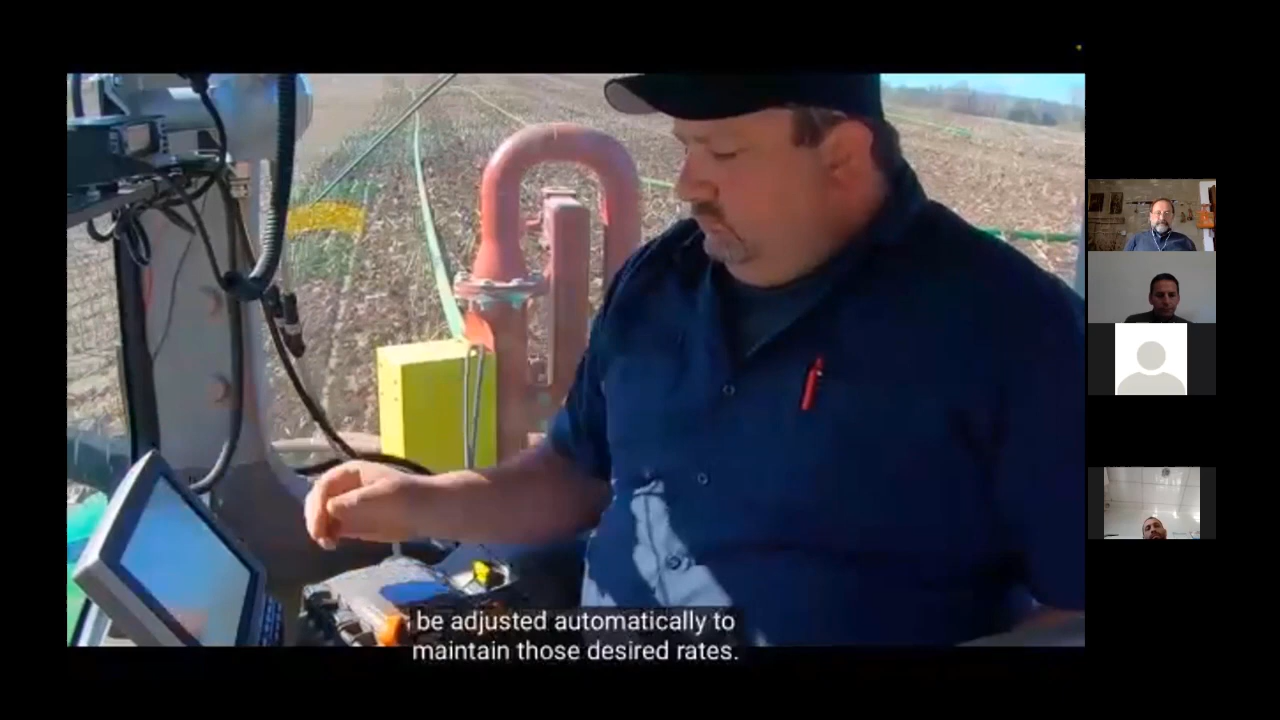 be adjusted automatically to
maintain those desired rates.